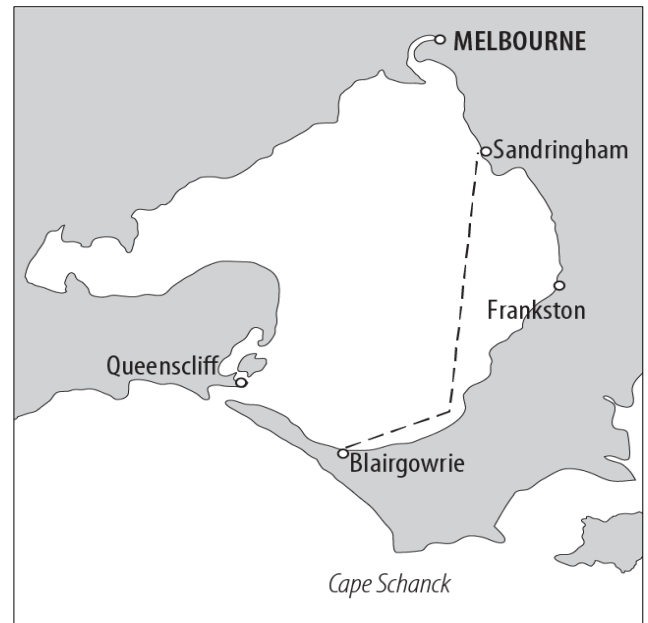 MELBOURNE
Sandringham
Frankston
Queenscliff
Blairgowrie
Cape Schanck